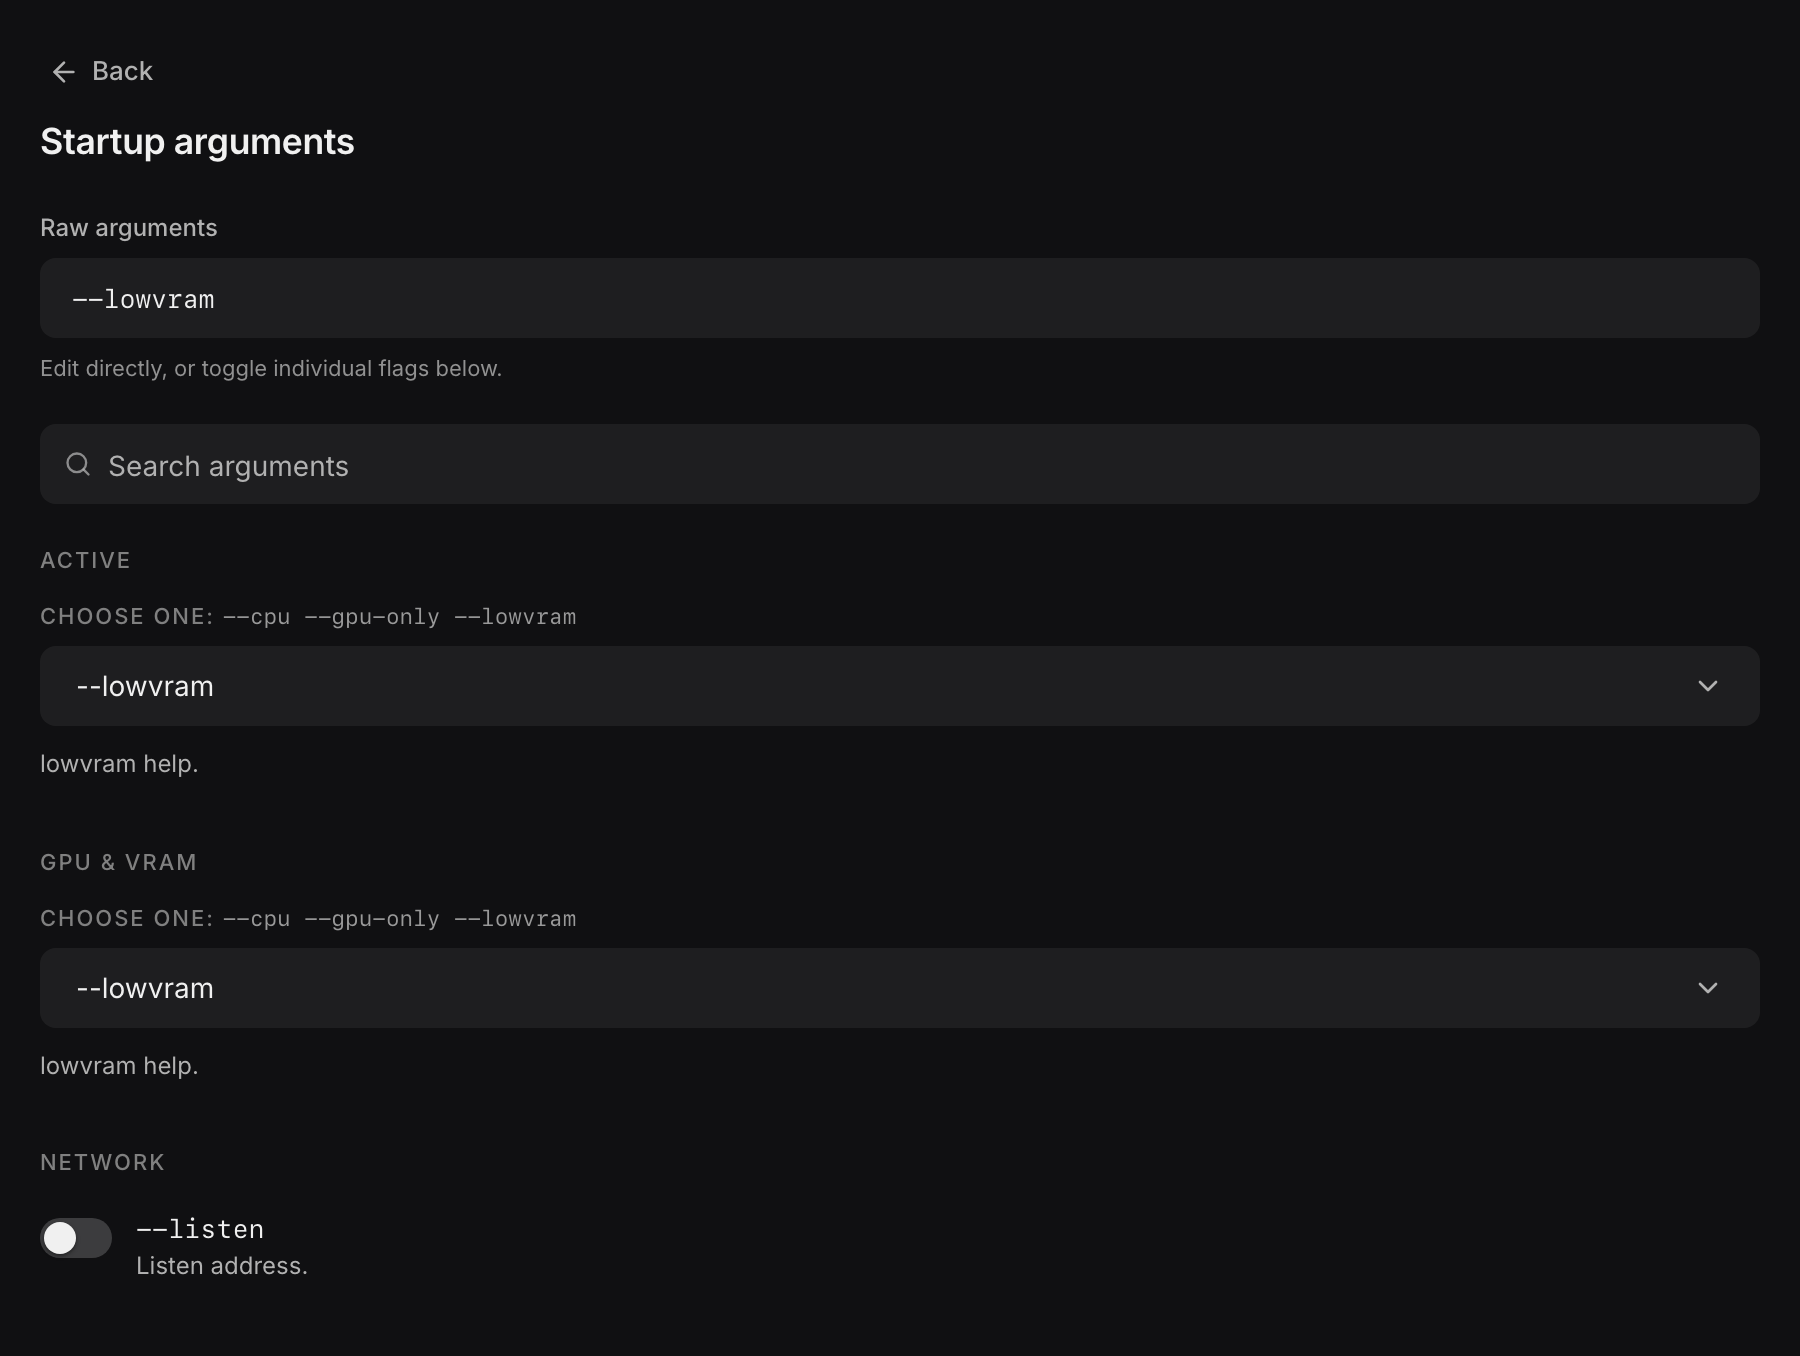 Back
Startup arguments
Raw arguments
--lowvram
Edit directly, or toggle individual flags below.
Search arguments
ACTIVE
CHOOSE ONE: --cpu --gpu-only --lowvram
--lowvram
lowvram help.
GPU & VRAM
CHOOSE ONE: --cpu --gpu-only --lowvram
--lowvram
lowvram help.
NETWORK
--listen
Listen address.